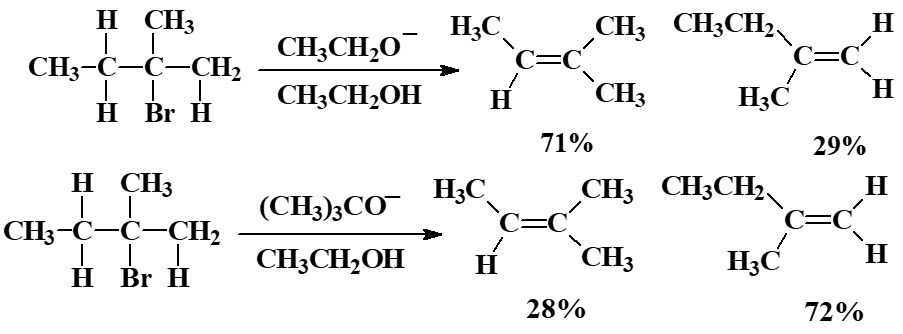 H CH₃
CH₃–C–C–CH₂
H Br H
CH₃CH₂O⁻
CH₃CH₂OH
H₃C CH₃
C=C
H CH₃
71%
CH₃CH₂ H
C=C
H₃C H
29%
H CH₃
CH₃–C–C–CH₂
H Br H
(CH₃)₃CO⁻
CH₃CH₂OH
H₃C CH₃
C=C
H CH₃
28%
CH₃CH₂ H
C=C
H₃C H
72%